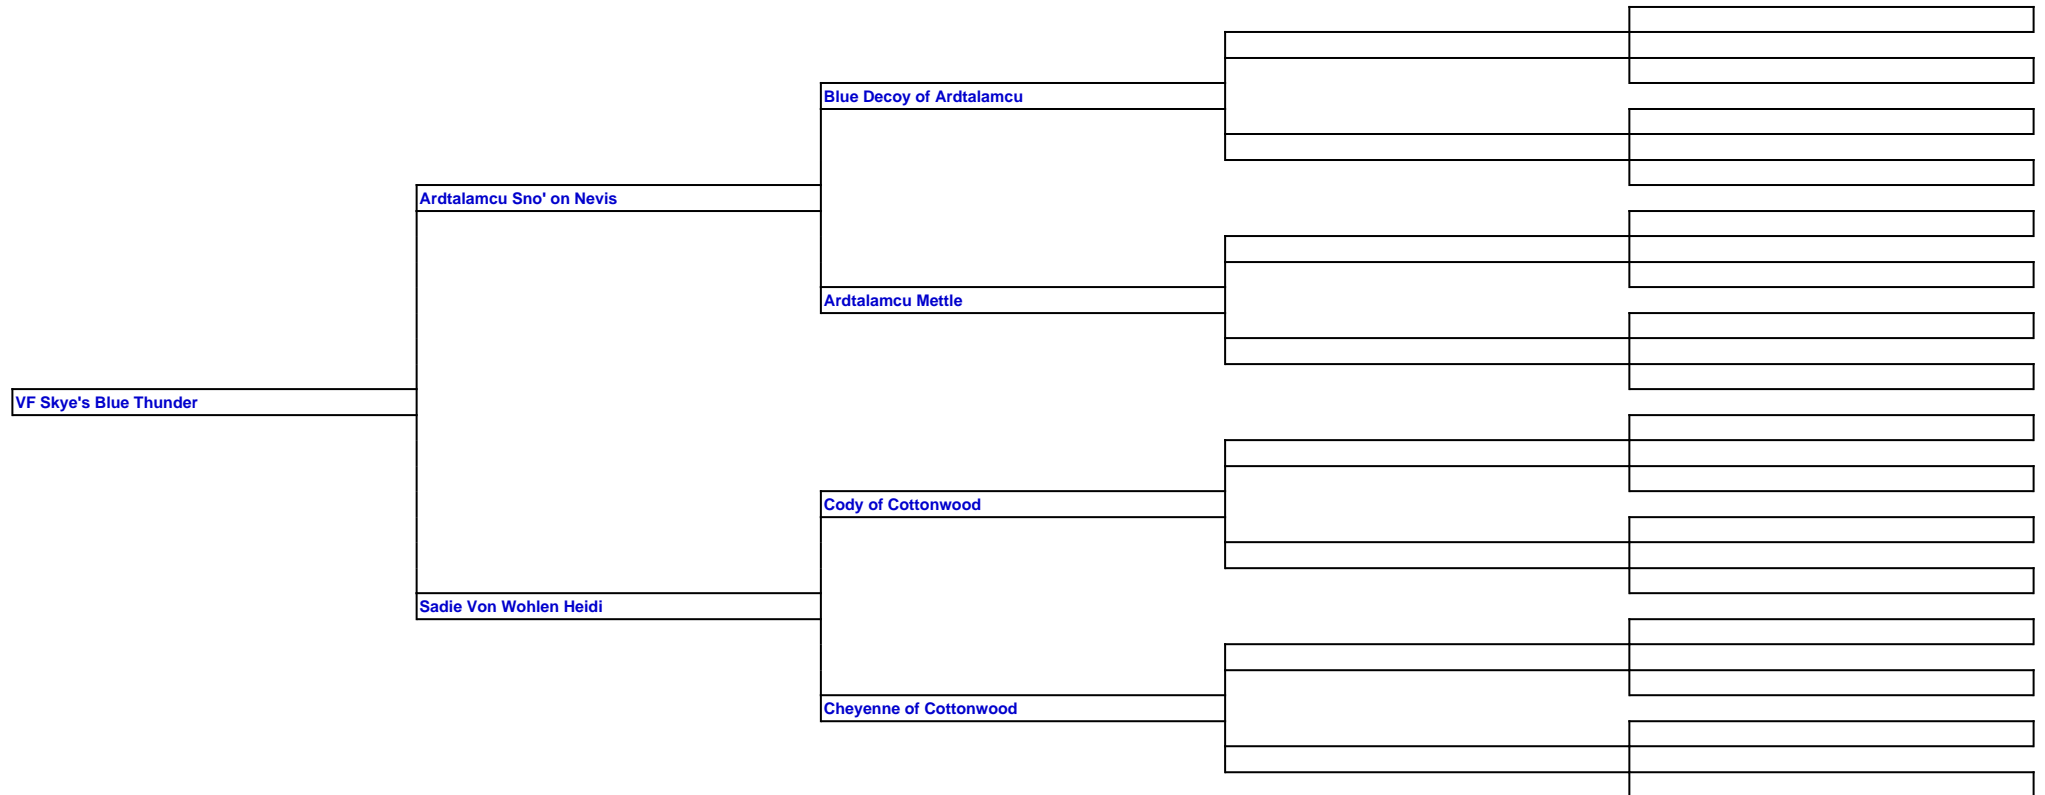 Blue Decoy of Ardtalamcu
Ardtalamcu Sno' on Nevis
Ardtalamcu Mettle
VF Skye's Blue Thunder
Cody of Cottonwood
Sadie Von Wohlen Heidi
Cheyenne of Cottonwood